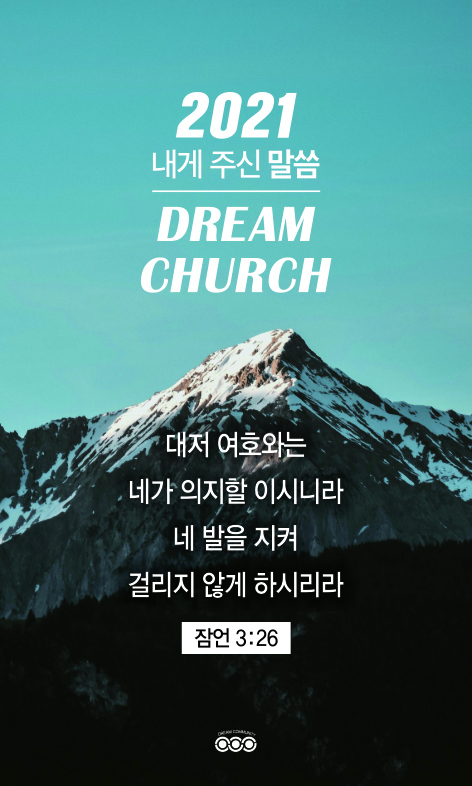 2021
내게 주신 말씀
DREAM
CHURCH
대저 여호와는
네가 의지할 이시니라
네 발을 지켜
걸리지 않게 하시리라
잠언 3:26
DREAM COMMUNITY